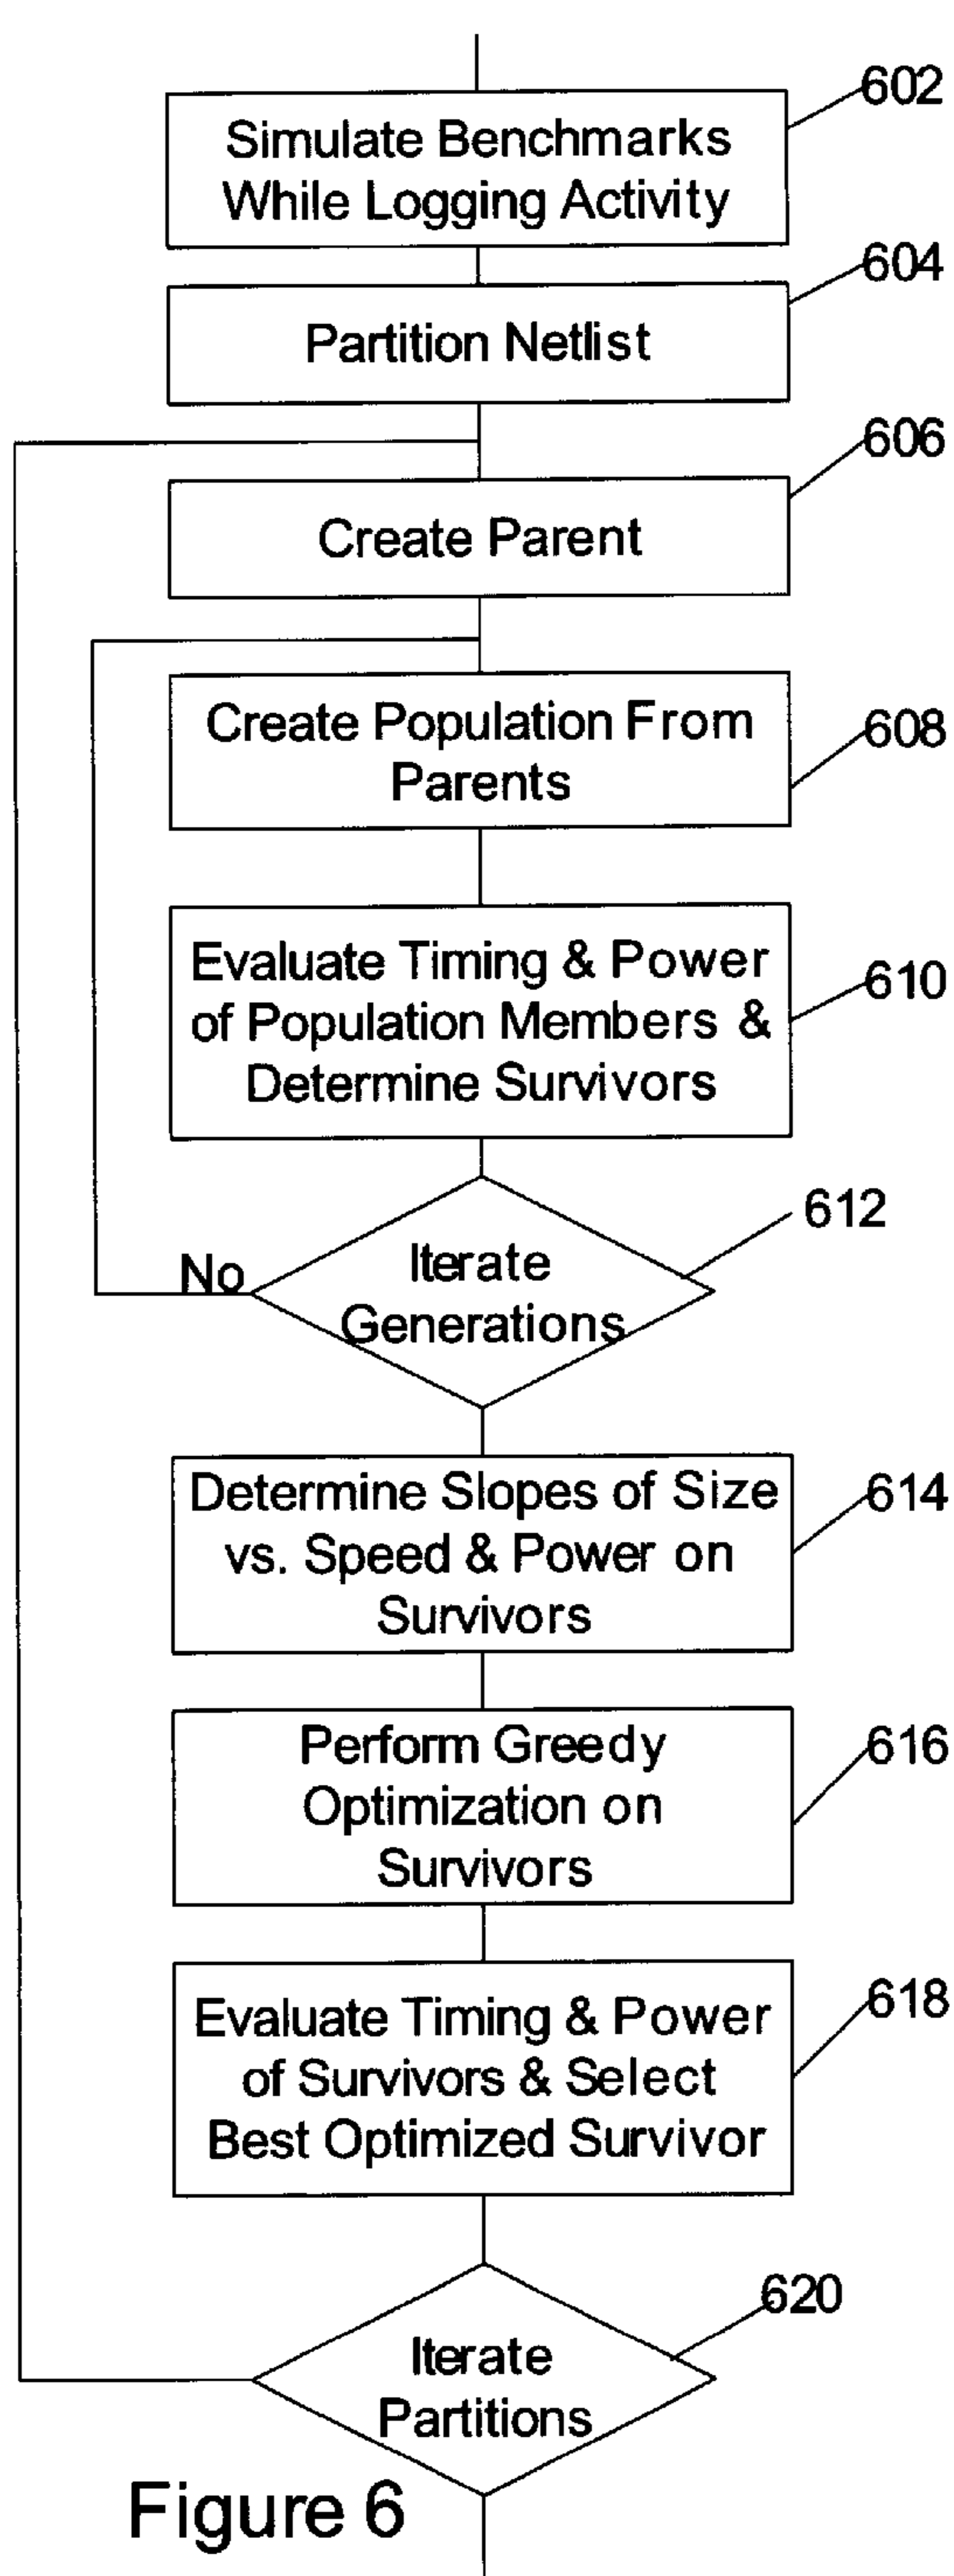 602
Simulate Benchmarks
While Logging Activity
604
Partition Netlist
606
Create Parent
608
Create Population From
Parents
610
Evaluate Timing & Power
of Population Members &
Determine Survivors
612
Iterate
Generations
No
614
Determine Slopes of Size
vs. Speed & Power on
Survivors
616
Perform Greedy
Optimization on
Survivors
618
Evaluate Timing & Power
of Survivors & Select
Best Optimized Survivor
620
Iterate
Partitions
Figure 6